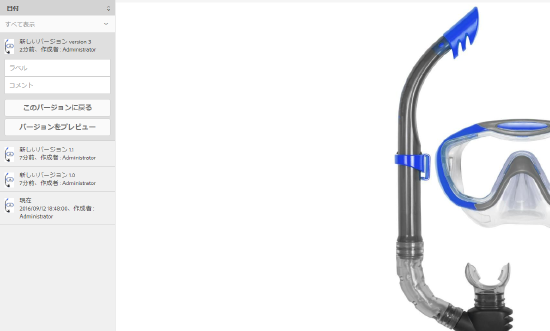 日付
すべて表示
新しいバージョン version 3
2分前、作成者 : Administrator
ラベル
コメント
このバージョンに戻る
バージョンをプレビュー
新しいバージョン 1.1
7分前、作成者 : Administrator
新しいバージョン 1.0
7分前、作成者 : Administrator
現在
2016/09/12 18:48:00、作成者 :
Administrator